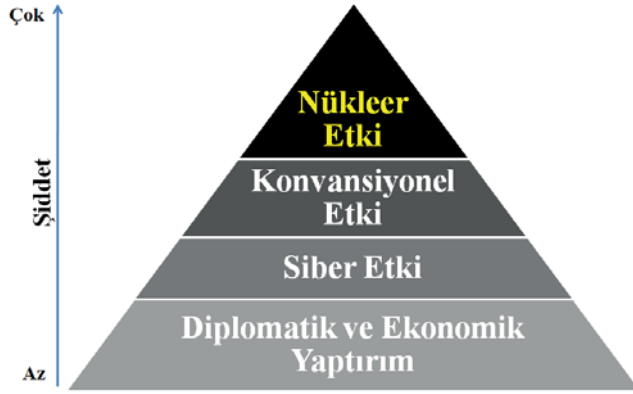 Çok
Nükleer
Etki
Konvansiyonel
Etki
Şiddet
Siber Etki
Diplomatik ve Ekonomik
Yaptırım
Az